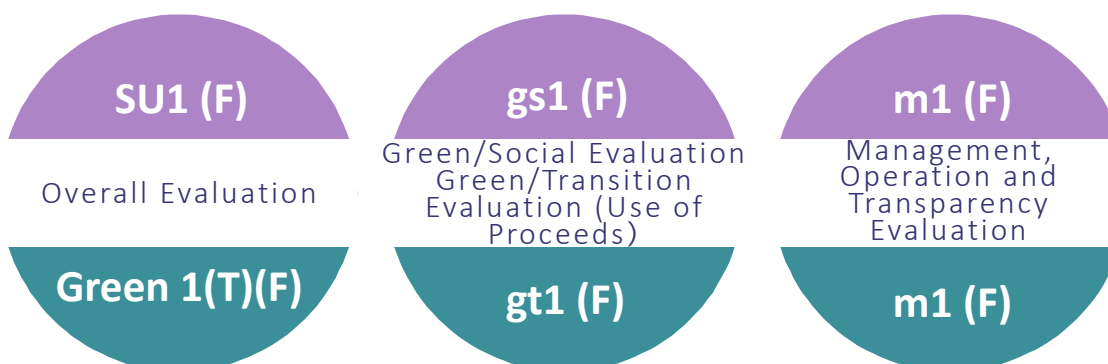 SU1 (F)
Overall Evaluation
Green 1(T)(F)
gs1 (F)
Green/Social Evaluation
Green/Transition
Evaluation (Use of
Proceeds)
gt1 (F)
m1 (F)
Management,
Operation and
Transparency
Evaluation
m1 (F)